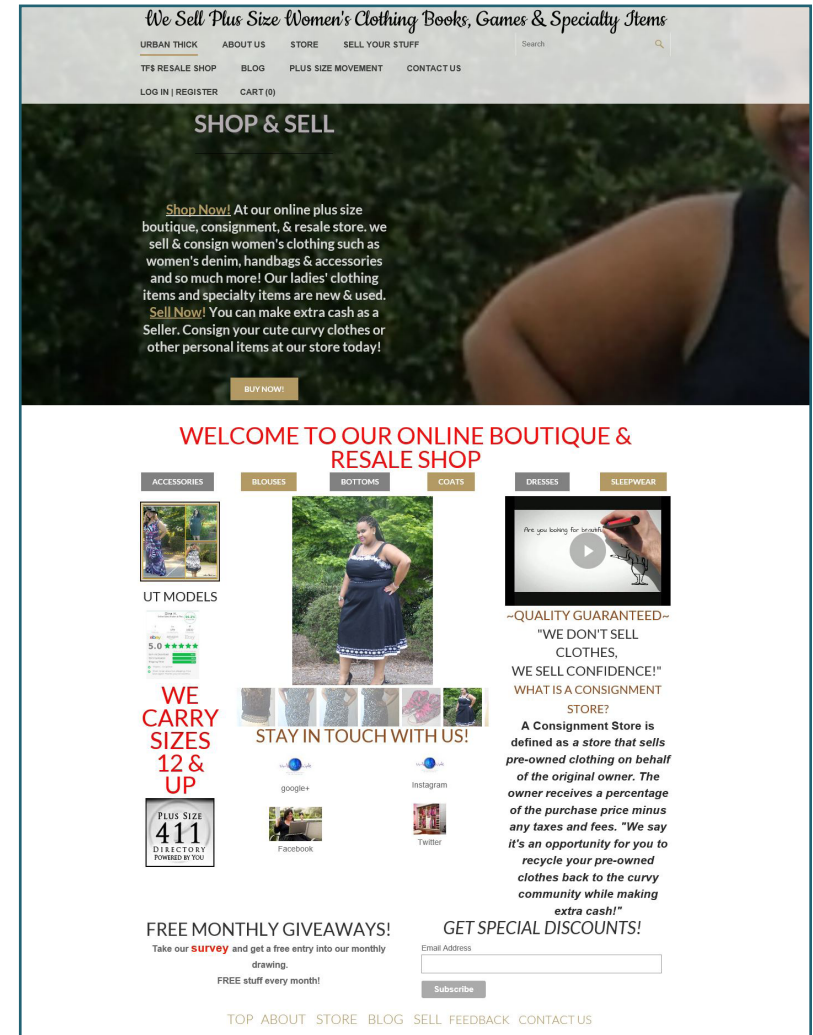 We Sell Plus Size Women's Clothing Books, Games & Specialty Items
URBAN THICK ABOUT US STORE SELL YOUR STUFF Search
TF$ RESALE SHOP BLOG PLUS SIZE MOVEMENT CONTACT US
LOG IN | REGISTER CART (0)
SHOP & SELL
Shop Now! At our online plus size
boutique, consignment, & resale store. we
sell & consign women's clothing such as
women's denim, handbags & accessories
and so much more! Our ladies' clothing
items and specialty items are new & used.
Sell Now! You can make extra cash as a
Seller. Consign your cute curvy clothes or
other personal items at our store today!
BUY NOW!
WELCOME TO OUR ONLINE BOUTIQUE &
RESALE SHOP
ACCESSORIES BLOUSES BOTTOMS COATS DRESSES SLEEPWEAR
UT MODELS
ebay
5.0
WE
CARRY
SIZES
12 &
UP
PLUS SIZE
411
DIRECTORY
POWERED BY YOU
STAY IN TOUCH WITH US!
google+
Instagram
Facebook
Twitter
Are you looking for
~QUALITY GUARANTEED~
"WE DON'T SELL
CLOTHES,
WE SELL CONFIDENCE!"
WHAT IS A CONSIGNMENT
STORE?
A Consignment Store is
defined as a store that sells
pre-owned clothing on behalf
of the original owner. The
owner receives a percentage
of the purchase price minus
any taxes and fees. "We say
it's an opportunity for you to
recycle your pre-owned
clothes back to the curvy
community while making
extra cash!"
FREE MONTHLY GIVEAWAYS!
Take our survey and get a free entry into our monthly
drawing.
FREE stuff every month!
GET SPECIAL DISCOUNTS!
Email Address
Subscribe
TOP ABOUT STORE BLOG SELL FEEDBACK CONTACT US